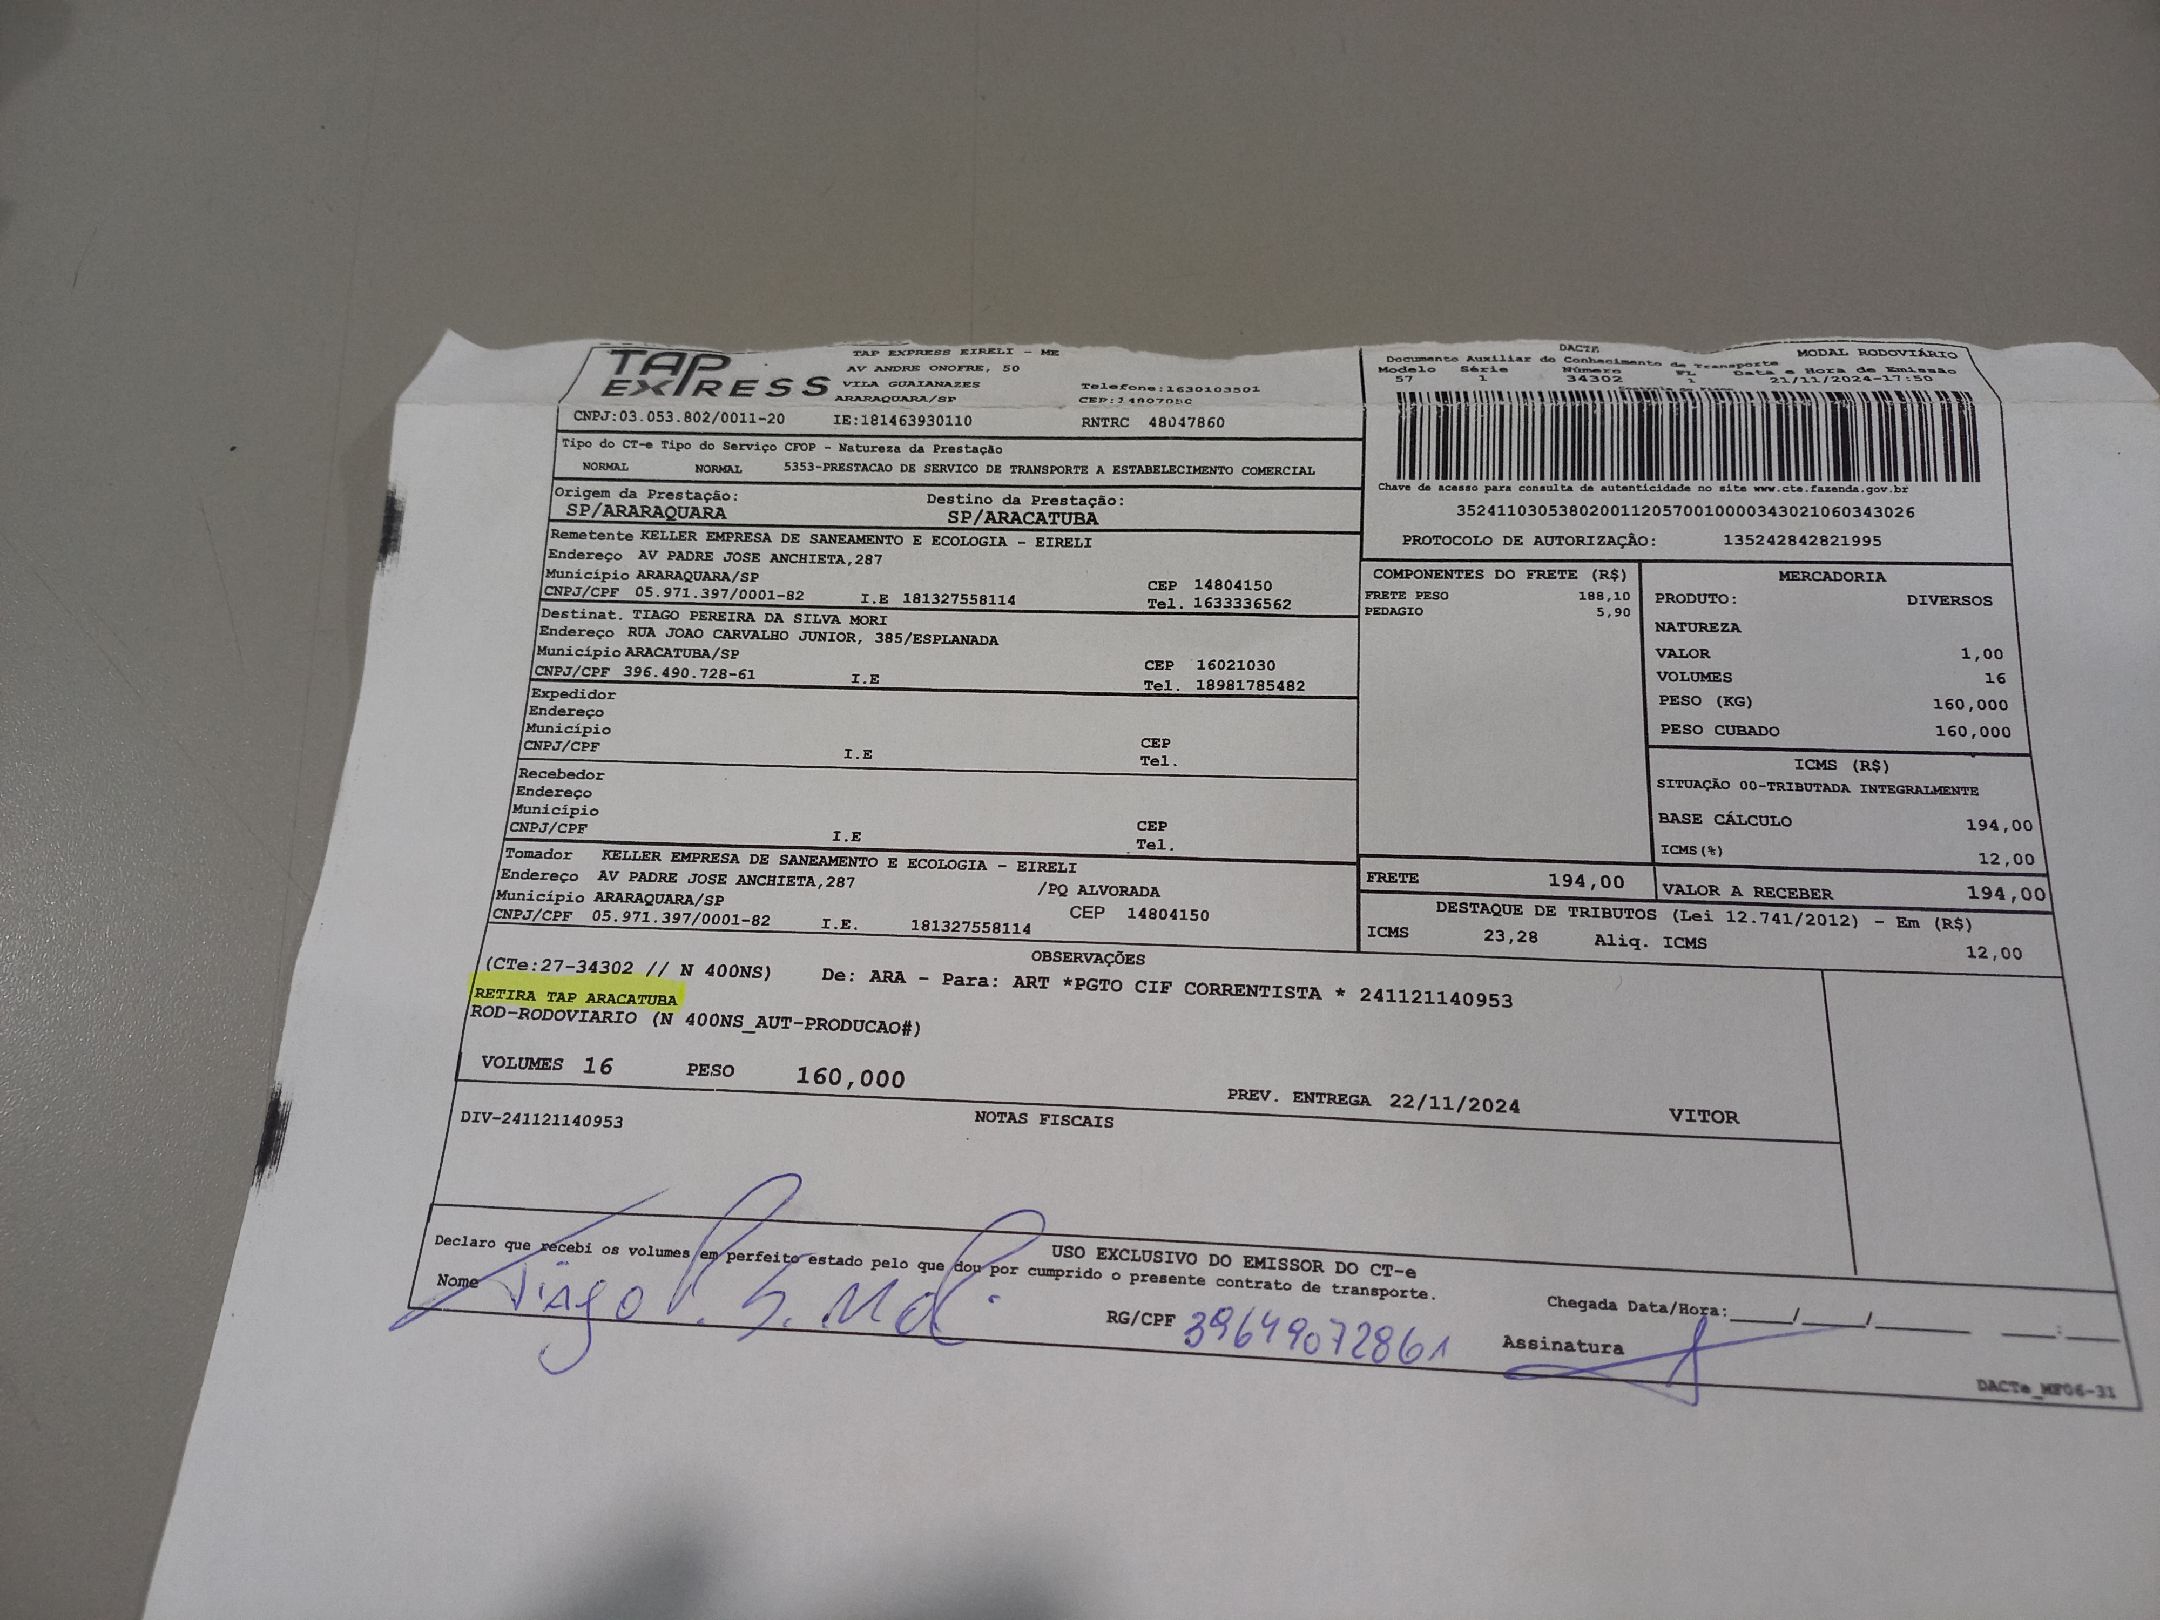 TAP EXPRESS
TAP EXPRESS EIRELI - ME
AV ANDRE ONOFRE, 50
VILA GUAIANAZES Telefone:1630103501
ARARAQUARA/SP
CNPJ:03.053.802/0011-20 IE:181463930110 RNTRC 48047860
DACTE MODAL RODOVIÁRIO
Documento Auxiliar do Conhecimento de Transporte
Modelo Série Número FL Data e Hora de Emissão
57 1 34302 1 21/11/2024-17:50
Chave de acesso para consulta de autenticidade no site www.cte.fazenda.gov.br
35241103053802001120570010000343021060343026
PROTOCOLO DE AUTORIZAÇÃO: 135242842821995
Tipo do CT-e Tipo do Serviço CFOP - Natureza da Prestação
NORMAL NORMAL 5353-PRESTACAO DE SERVICO DE TRANSPORTE A ESTABELECIMENTO COMERCIAL
Origem da Prestação: Destino da Prestação:
SP/ARARAQUARA SP/ARACATUBA
Remetente KELLER EMPRESA DE SANEAMENTO E ECOLOGIA - EIRELI
Endereço AV PADRE JOSE ANCHIETA,287
Município ARARAQUARA/SP CEP 14804150
CNPJ/CPF 05.971.397/0001-82 I.E 181327558114 Tel. 1633336562
Destinat. TIAGO PEREIRA DA SILVA MORI
Endereço RUA JOAO CARVALHO JUNIOR, 385/ESPLANADA
Município ARACATUBA/SP CEP 16021030
CNPJ/CPF 396.490.728-61 I.E Tel. 18981785482
Expedidor
Endereço
Município CEP
CNPJ/CPF I.E Tel.
Recebedor
Endereço
Município CEP
CNPJ/CPF I.E Tel.
Tomador KELLER EMPRESA DE SANEAMENTO E ECOLOGIA - EIRELI
Endereço AV PADRE JOSE ANCHIETA,287 /PQ ALVORADA
Município ARARAQUARA/SP CEP 14804150
CNPJ/CPF 05.971.397/0001-82 I.E. 181327558114
COMPONENTES DO FRETE (R$)
FRETE PESO 188,10
PEDAGIO 5,90
MERCADORIA
PRODUTO: DIVERSOS
NATUREZA
VALOR 1,00
VOLUMES 16
PESO (KG) 160,000
PESO CUBADO 160,000
ICMS (R$)
SITUAÇÃO 00-TRIBUTADA INTEGRALMENTE
BASE CÁLCULO 194,00
ICMS(%) 12,00
FRETE 194,00 VALOR A RECEBER 194,00
DESTAQUE DE TRIBUTOS (Lei 12.741/2012) - Em (R$)
ICMS 23,28 Aliq. ICMS 12,00
OBSERVAÇÕES
(CTe:27-34302 // N 400NS) De: ARA - Para: ART *PGTO CIF CORRENTISTA * 241121140953
RETIRA TAP ARACATUBA
ROD-RODOVIARIO (N 400NS_AUT-PRODUCAO#)
VOLUMES 16 PESO 160,000
PREV. ENTREGA 22/11/2024 VITOR
DIV-241121140953 NOTAS FISCAIS
USO EXCLUSIVO DO EMISSOR DO CT-e
Declaro que recebi os volumes em perfeito estado pelo que dou por cumprido o presente contrato de transporte.
Nome Tiago P. S. RG/CPF 39649072861
Chegada Data/Hora:____/____/______ ___:___
Assinatura
DACTe_MF06-31